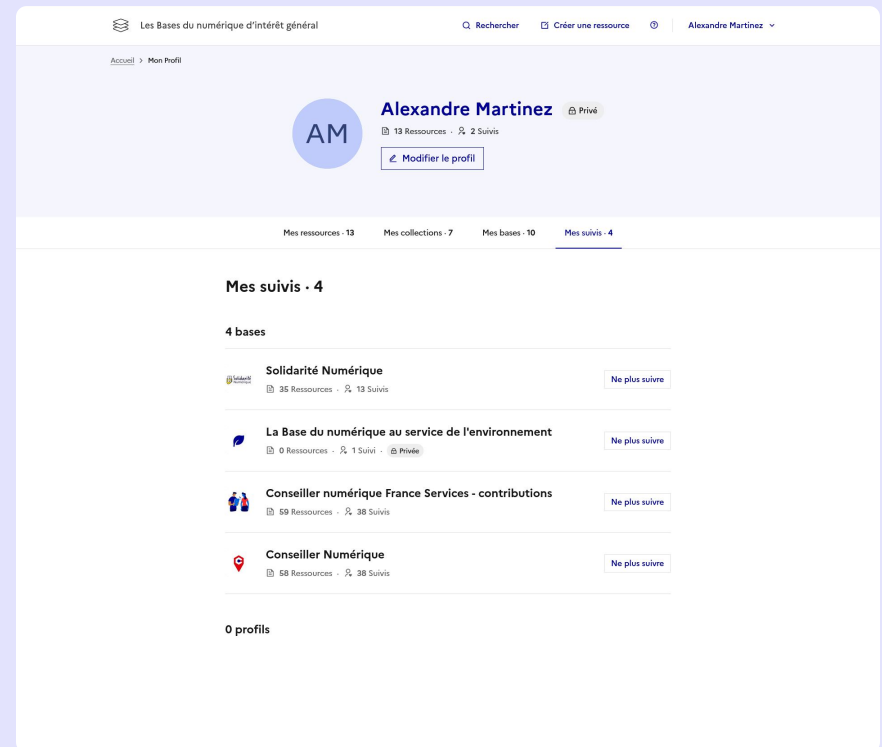 Les Bases du numérique d'intérêt général
Rechercher
Créer une ressource
Alexandre Martinez
Accueil > Mon Profil
AM
Alexandre Martinez
Privé
13 Ressources · 2 Suivis
Modifier le profil
Mes ressources · 13
Mes collections · 7
Mes bases · 10
Mes suivis · 4
Mes suivis · 4
4 bases
Solidarité Numérique
Solidarité Numérique
35 Ressources · 13 Suivis
Ne plus suivre
La Base du numérique au service de l'environnement
0 Ressources · 1 Suivi · Privée
Ne plus suivre
Conseiller numérique France Services - contributions
59 Ressources · 38 Suivis
Ne plus suivre
Conseiller Numérique
58 Ressources · 38 Suivis
Ne plus suivre
0 profils